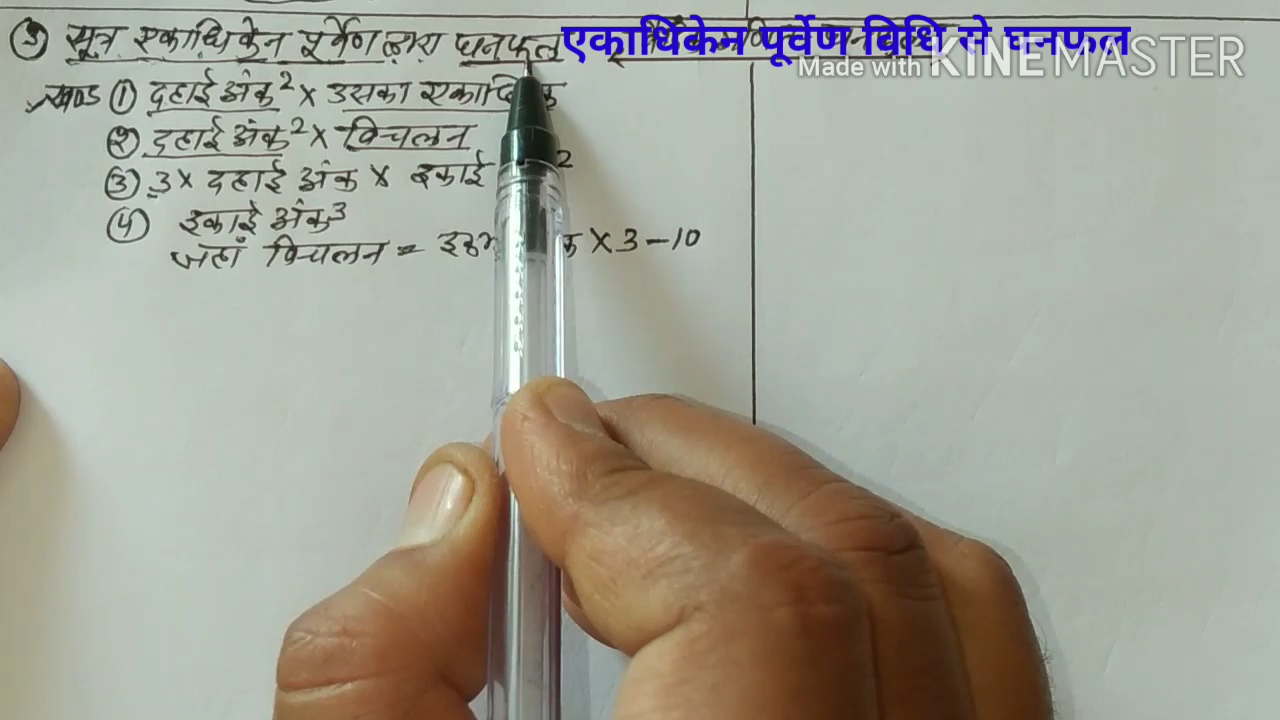 ③ सूत्र एकाधिकेन पूर्वेण द्वारा घनफल
एकाधिकेन पूर्वेण विधि से घनफल
Made with KINEMASTER
खण्ड ① दहाई अंक² × उसका एकाधिक
② दहाई अंक² × विचलन
③ 3 × दहाई अंक × इकाई ²
④ इकाई अंक³
जहां विचलन = × 3 - 10